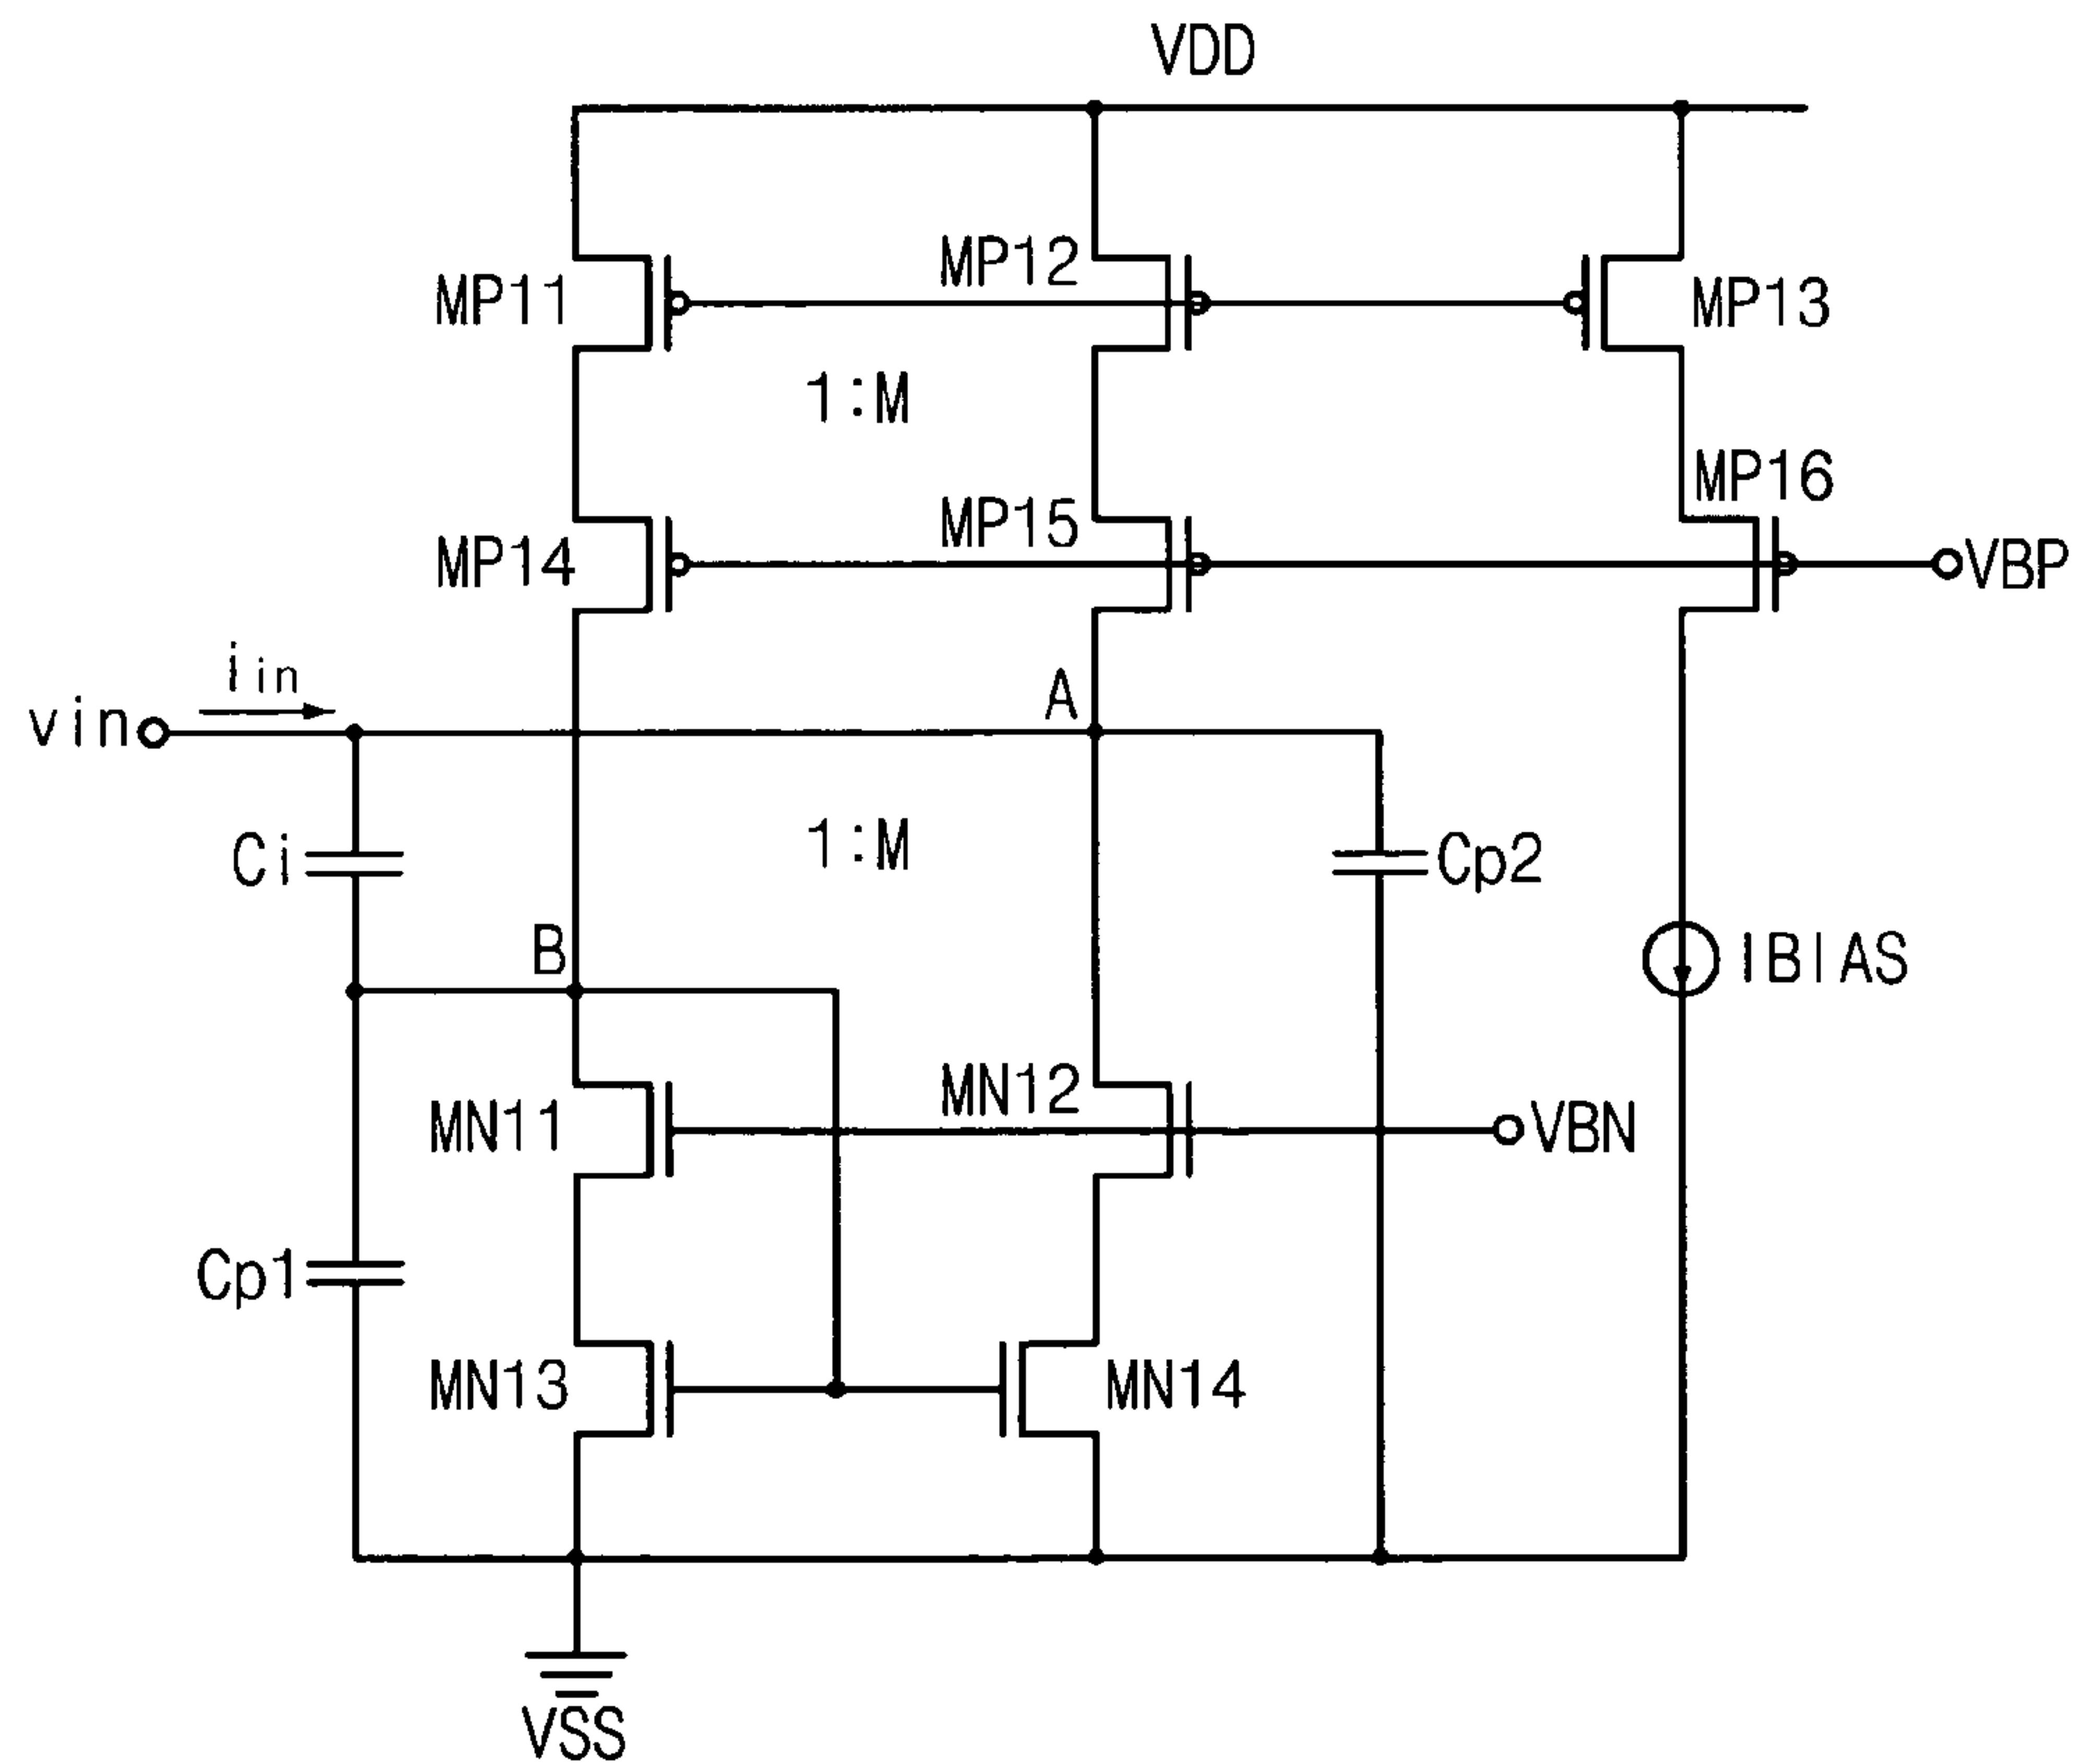 VDD
MP11
MP12
MP13
1:M
MP14
MP15
MP16
VBP
iin
vin
A
Ci
1:M
Cp2
B
IBIAS
MN11
MN12
VBN
Cp1
MN13
MN14
VSS